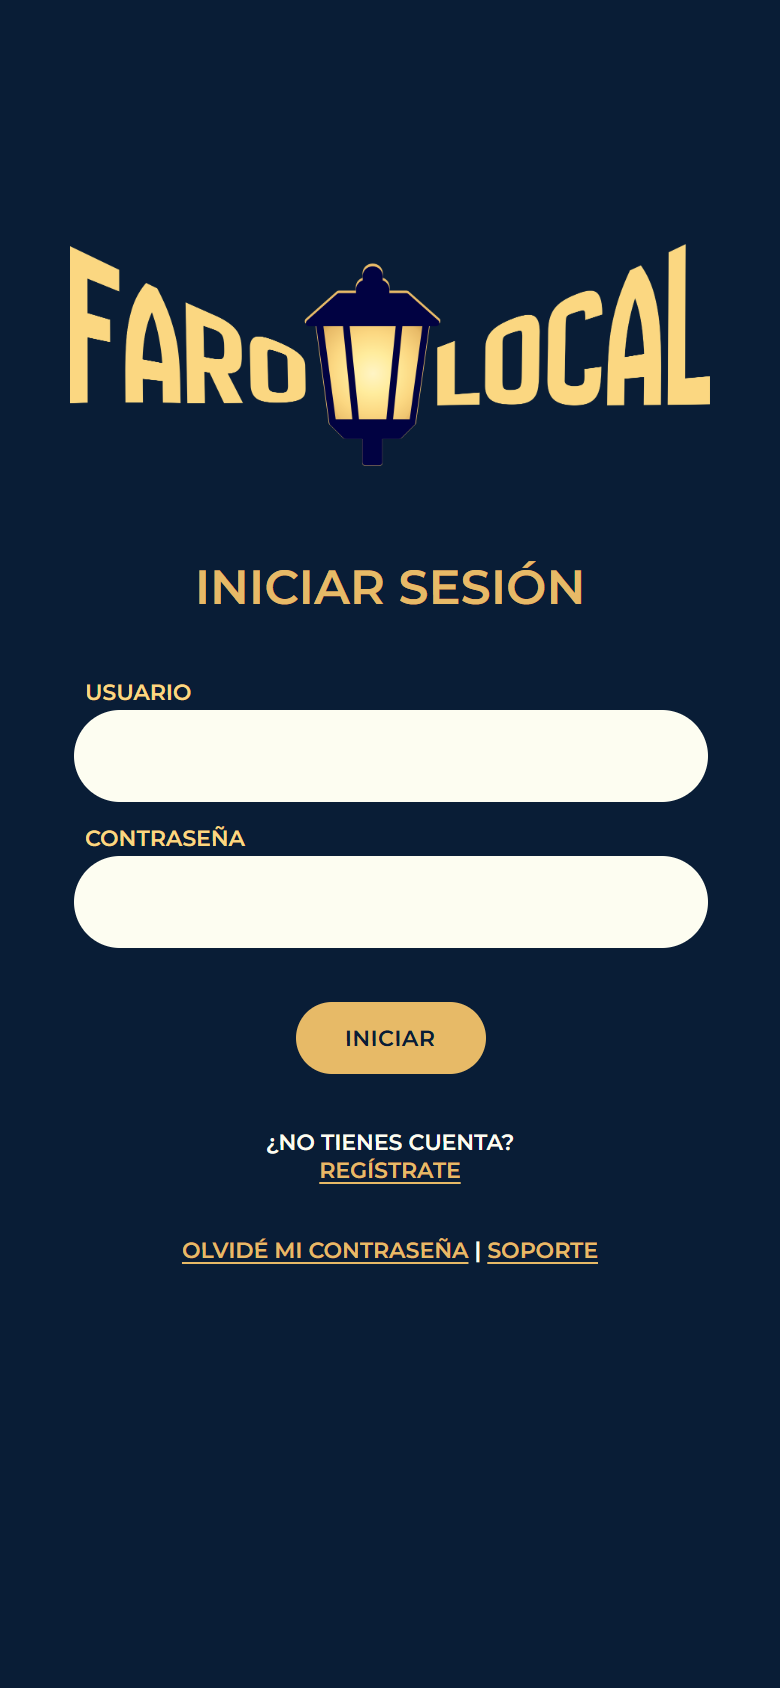 FARO LOCAL
INICIAR SESIÓN
USUARIO
CONTRASEÑA
INICIAR
¿NO TIENES CUENTA?
REGÍSTRATE
OLVIDÉ MI CONTRASEÑA | SOPORTE